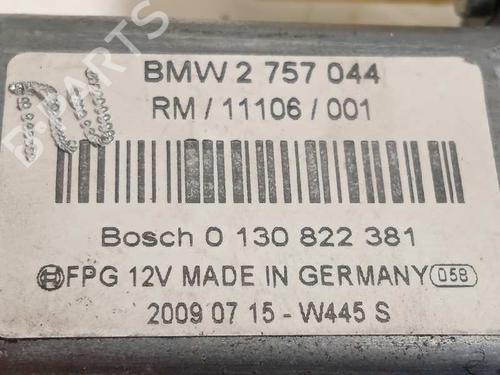 BMW 2 757 044
RM / 11106 / 001
Bosch 0 130 822 381
FPG 12V MADE IN GERMANY 058
2009 07 15 - W445 S